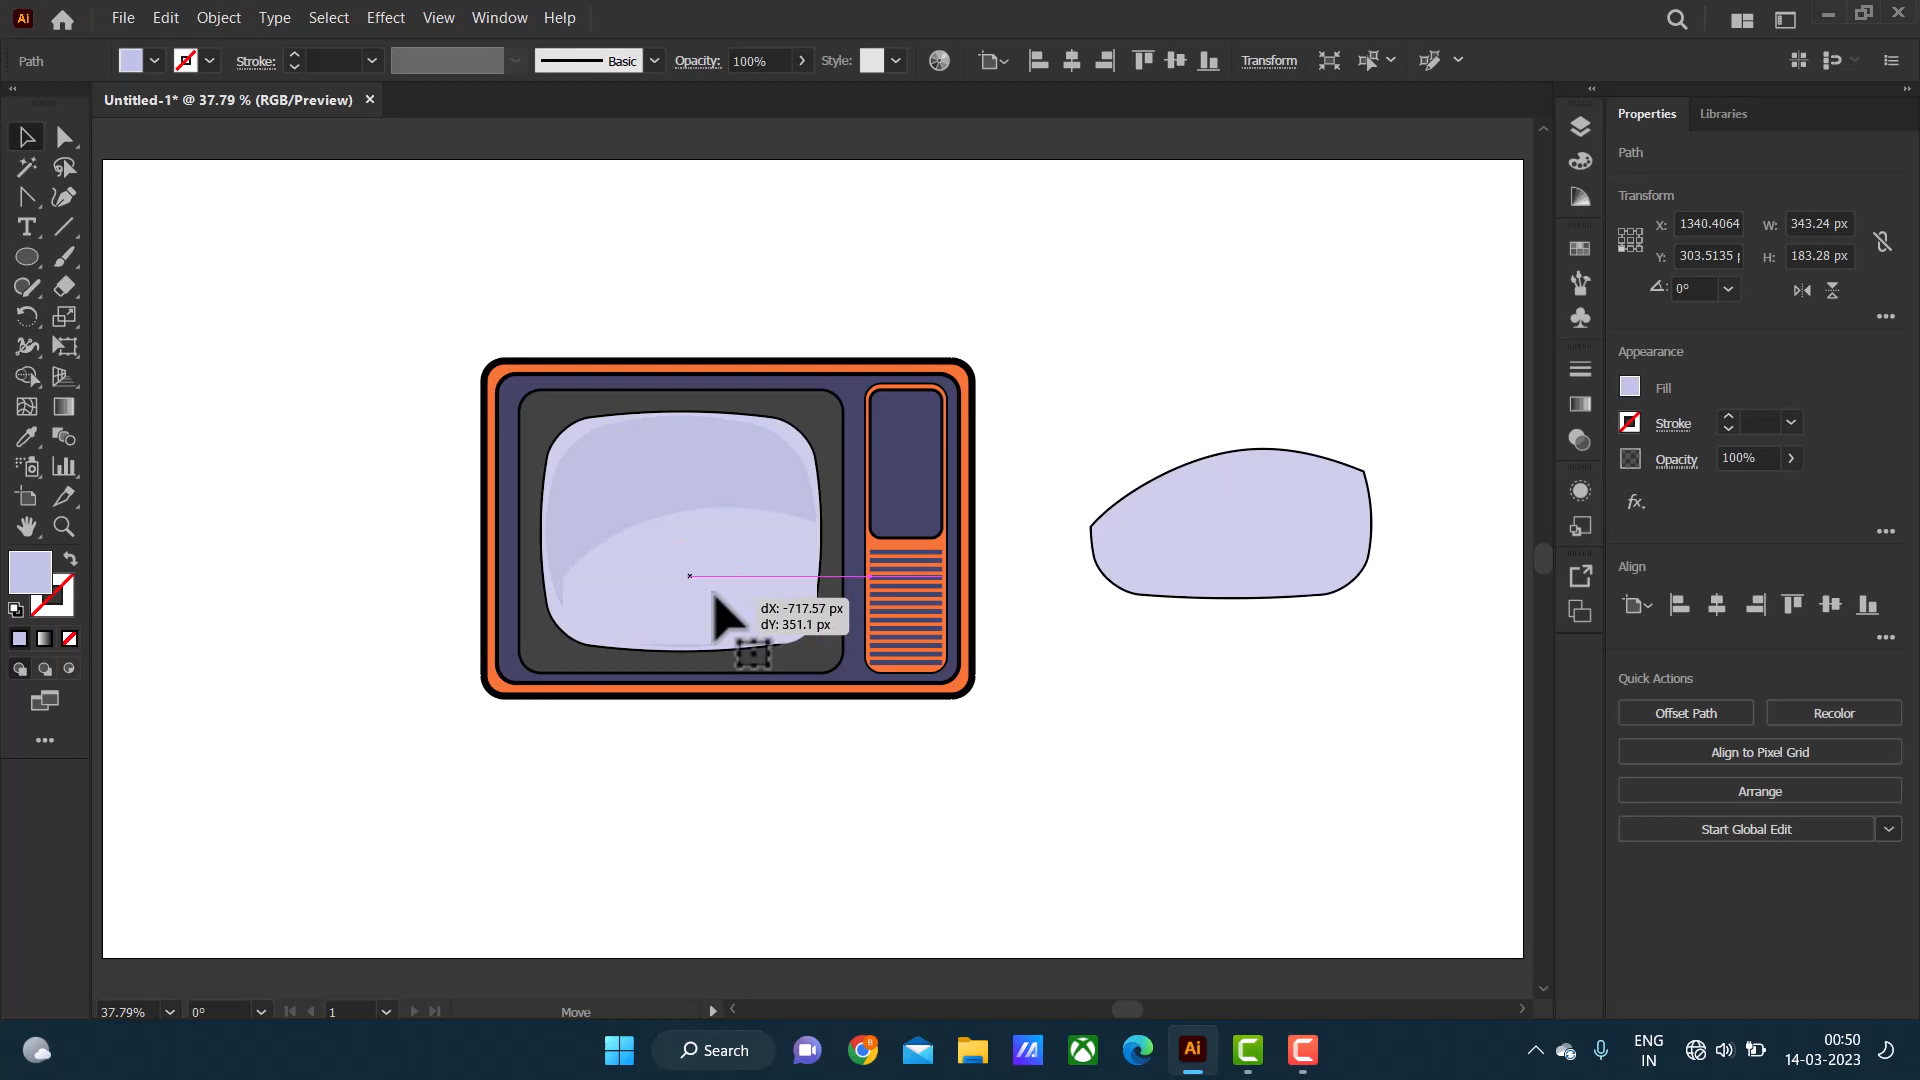 Ai File Edit Object Type Select Effect View Window Help
Path Stroke: Basic Opacity: 100% Style: Transform
Untitled-1* @ 37.79 % (RGB/Preview) ×
Properties Libraries
Path
Transform
X: 1340.4064 W: 343.24 px
Y: 303.5135 H: 183.28 px
0°
Appearance
Fill
Stroke
Opacity 100%
fx.
Align
dX: -717.57 px
dY: 351.1 px
Quick Actions
Offset Path Recolor
Align to Pixel Grid
Arrange
Start Global Edit
37.79% 0° 1 Move
Search
Ai
ENG
IN
00:50
14-03-2023